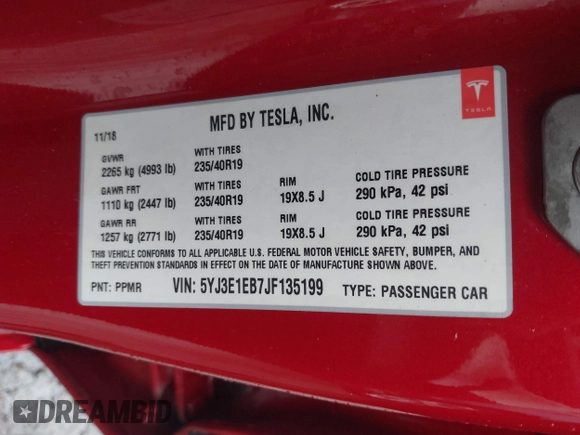 MFD BY TESLA, INC.
TESLA
11/18
GVWR WITH TIRES
2265 kg (4993 lb) 235/40R19
GAWR FRT WITH TIRES RIM COLD TIRE PRESSURE
1110 kg (2447 lb) 235/40R19 19X8.5 J 290 kPa, 42 psi
GAWR RR WITH TIRES RIM COLD TIRE PRESSURE
1257 kg (2771 lb) 235/40R19 19X8.5 J 290 kPa, 42 psi
THIS VEHICLE CONFORMS TO ALL APPLICABLE U.S. FEDERAL MOTOR VEHICLE SAFETY, BUMPER, AND
THEFT PREVENTION STANDARDS IN EFFECT ON THE DATE OF MANUFACTURE SHOWN ABOVE.
PNT: PPMR VIN: 5YJ3E1EB7JF135199 TYPE: PASSENGER CAR
DREAMBID